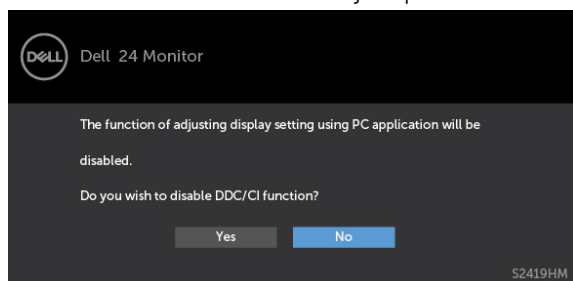 DELL
Dell 24 Monitor
The function of adjusting display setting using PC application will be
disabled.
Do you wish to disable DDC/CI function?
Yes
No
S2419HM